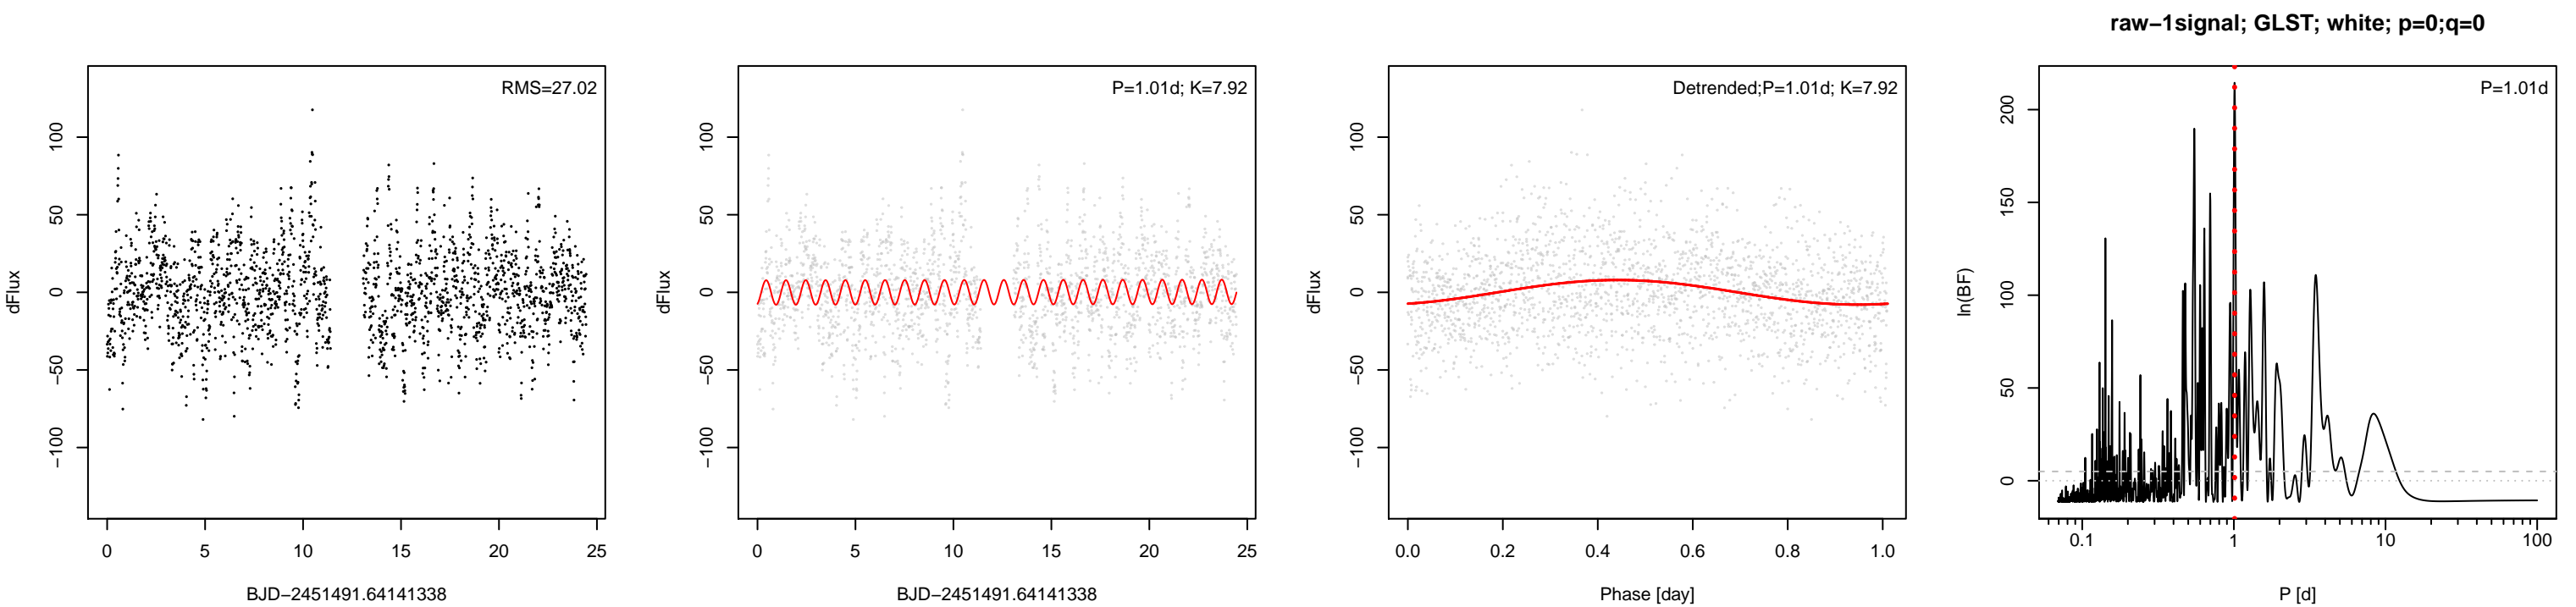 raw−1signal; GLST; white; p=0;q=0
RMS=27.02
dFlux
100
50
0
−50
−100
0 5 10 15 20 25
BJD−2451491.64141338
P=1.01d; K=7.92
dFlux
100
50
0
−50
−100
0 5 10 15 20 25
BJD−2451491.64141338
Detrended;P=1.01d; K=7.92
dFlux
100
50
0
−50
−100
0.0 0.2 0.4 0.6 0.8 1.0
Phase [day]
P=1.01d
ln(BF)
200
150
100
50
0
0.1 1 10 100
P [d]